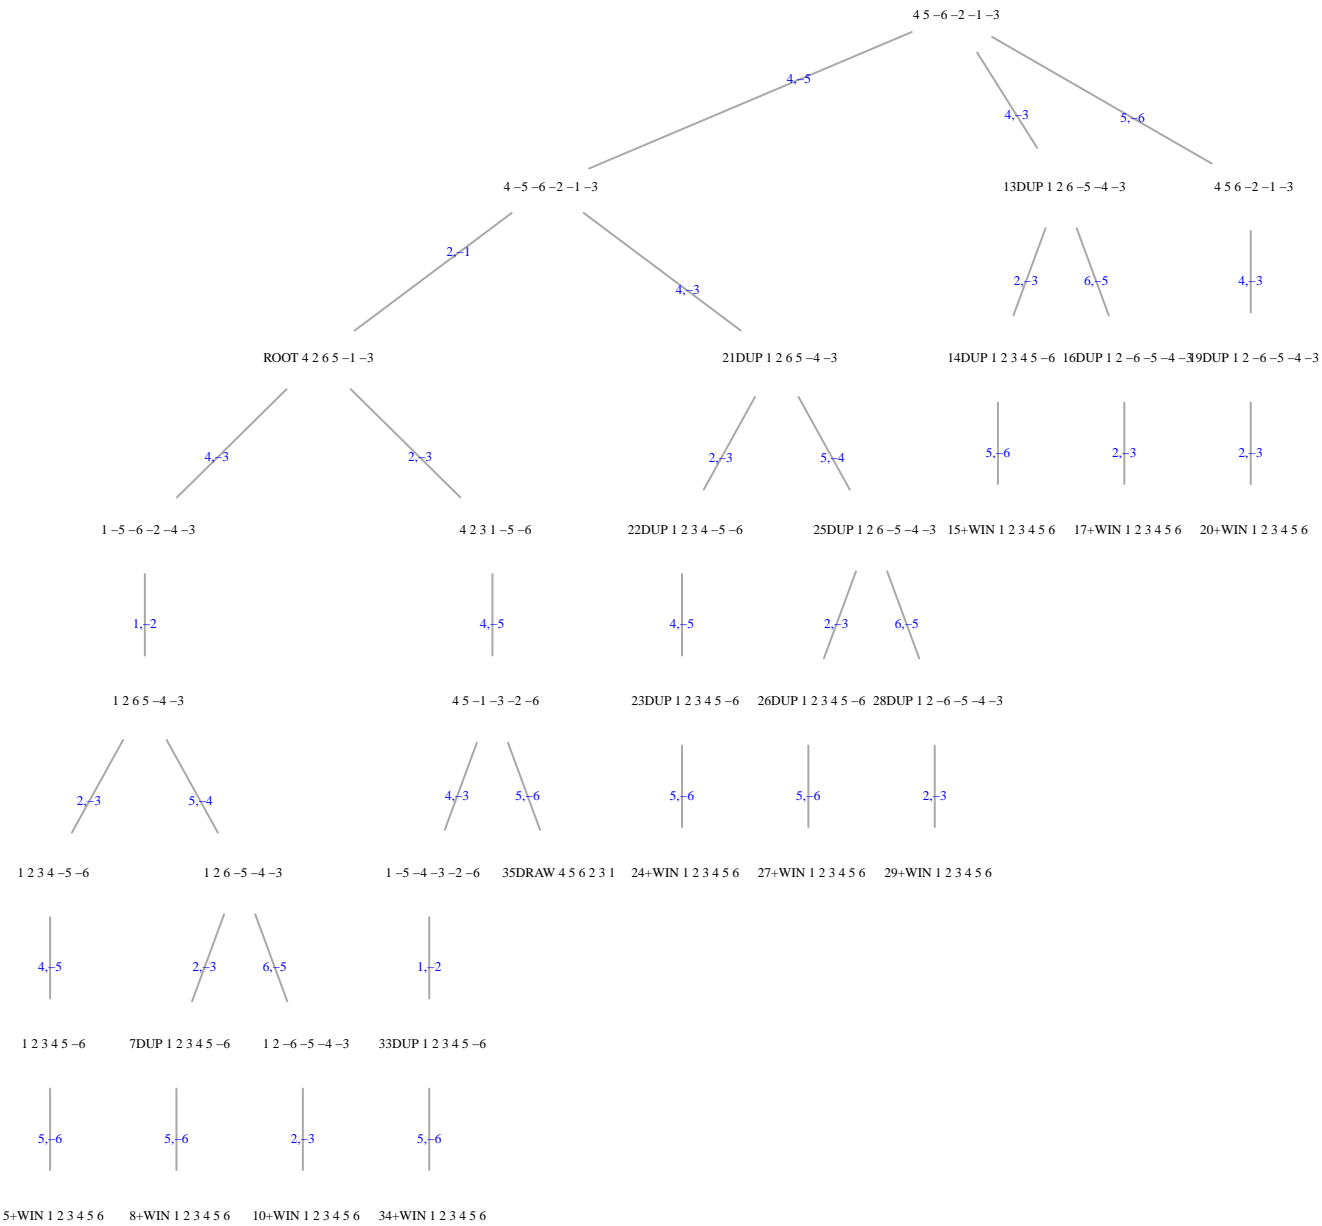 4 5 −6 −2 −1 −3
4,−5
4,−3
5,−6
4 −5 −6 −2 −1 −3
13DUP 1 2 6 −5 −4 −3
4 5 6 −2 −1 −3
2,−1
4,−3
2,−3
6,−5
4,−3
ROOT 4 2 6 5 −1 −3
21DUP 1 2 6 5 −4 −3
14DUP 1 2 3 4 5 −6
16DUP 1 2 −6 −5 −4 −3
19DUP 1 2 −6 −5 −4 −3
4,−3
2,−3
2,−3
5,−4
5,−6
2,−3
2,−3
1 −5 −6 −2 −4 −3
4 2 3 1 −5 −6
22DUP 1 2 3 4 −5 −6
25DUP 1 2 6 −5 −4 −3
15+WIN 1 2 3 4 5 6
17+WIN 1 2 3 4 5 6
20+WIN 1 2 3 4 5 6
1,−2
4,−5
4,−5
2,−3
6,−5
1 2 6 5 −4 −3
4 5 −1 −3 −2 −6
23DUP 1 2 3 4 5 −6
26DUP 1 2 3 4 5 −6
28DUP 1 2 −6 −5 −4 −3
2,−3
5,−4
4,−3
5,−6
5,−6
5,−6
2,−3
1 2 3 4 −5 −6
1 2 6 −5 −4 −3
1 −5 −4 −3 −2 −6
35DRAW 4 5 6 2 3 1
24+WIN 1 2 3 4 5 6
27+WIN 1 2 3 4 5 6
29+WIN 1 2 3 4 5 6
4,−5
2,−3
6,−5
1,−2
1 2 3 4 5 −6
7DUP 1 2 3 4 5 −6
1 2 −6 −5 −4 −3
33DUP 1 2 3 4 5 −6
5,−6
5,−6
2,−3
5,−6
5+WIN 1 2 3 4 5 6
8+WIN 1 2 3 4 5 6
10+WIN 1 2 3 4 5 6
34+WIN 1 2 3 4 5 6